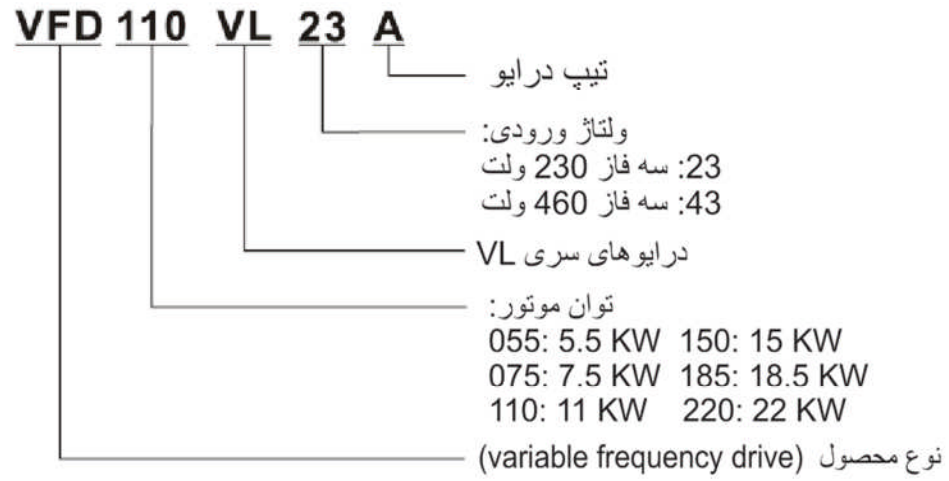 VFD 110 VL 23 A
تیپ درایو
ولتاژ ورودی:
23: سه فاز 230 ولت
43: سه فاز 460 ولت
درایوهای سری VL
توان موتور:
055: 5.5 KW 150: 15 KW
075: 7.5 KW 185: 18.5 KW
110: 11 KW 220: 22 KW
نوع محصول (variable frequency drive)